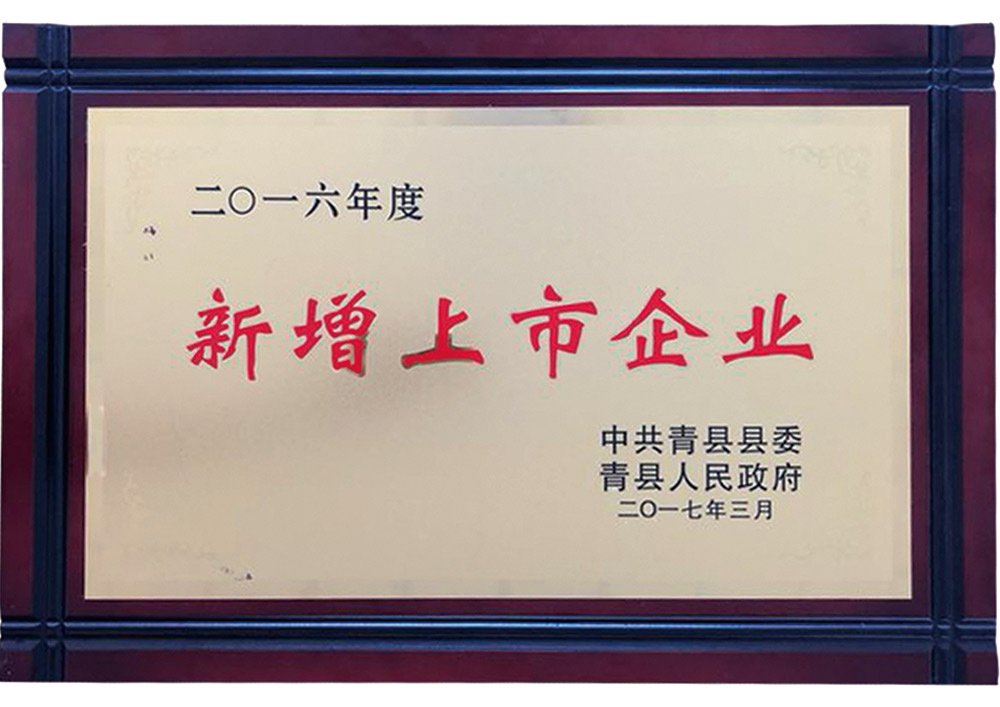 二〇一六年度
新增上市企业
中共青县县委
青县人民政府
二〇一七年三月